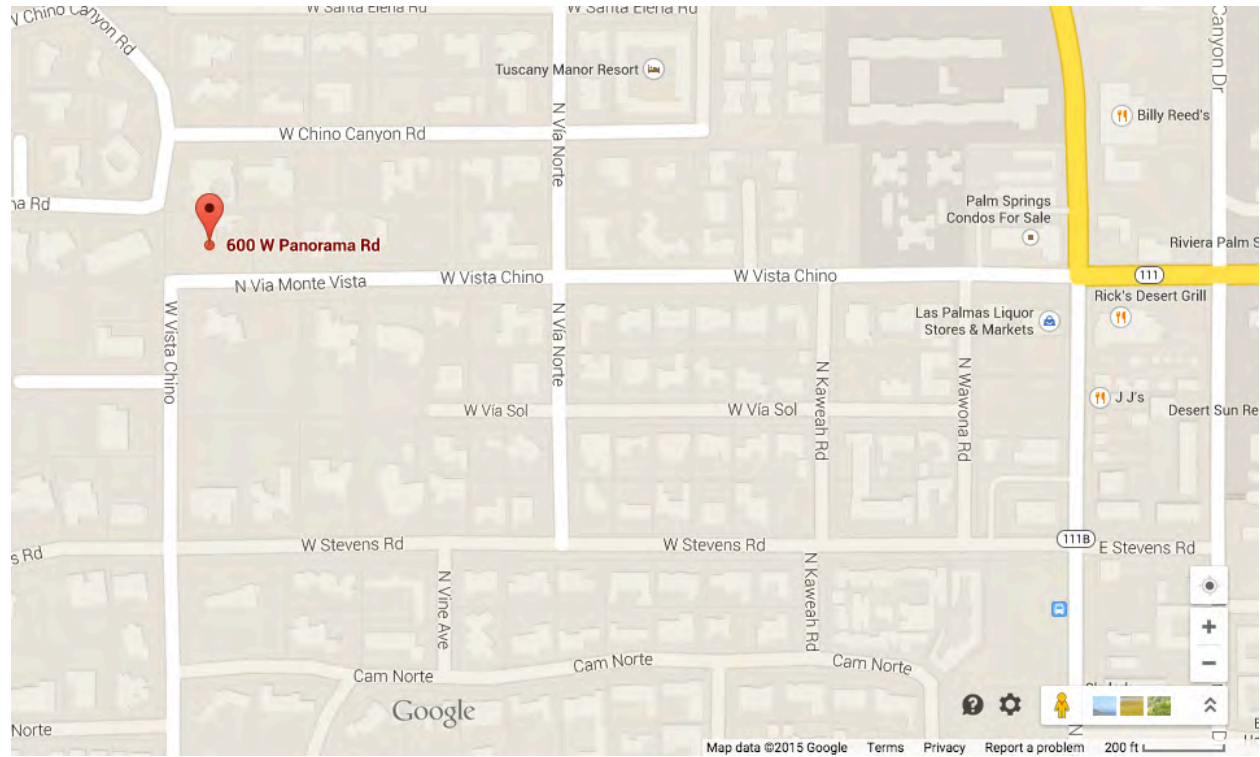 W Santa Elena Rd
W Santa Elena Rd
W Chino Canyon Rd
Canyon Dr
Tuscany Manor Resort
Billy Reed's
N Vía Norte
W Chino Canyon Rd
Palm Springs
Condos For Sale
na Rd
600 W Panorama Rd
Riviera Palm S
N Via Monte Vista
W Vista Chino
W Vista Chino
111
Rick's Desert Grill
Las Palmas Liquor
Stores & Markets
W Vista Chino
N Vía Norte
N Kaweah Rd
N Wawona Rd
J J's
W Vía Sol
W Vía Sol
Desert Sun Re
s Rd
W Stevens Rd
W Stevens Rd
111B
E Stevens Rd
N Vine Ave
N Kaweah Rd
Cam Norte
Cam Norte
Cam Norte
Google
Norte
N
D
Map data ©2015 Google
Terms
Privacy
Report a problem
200 ft